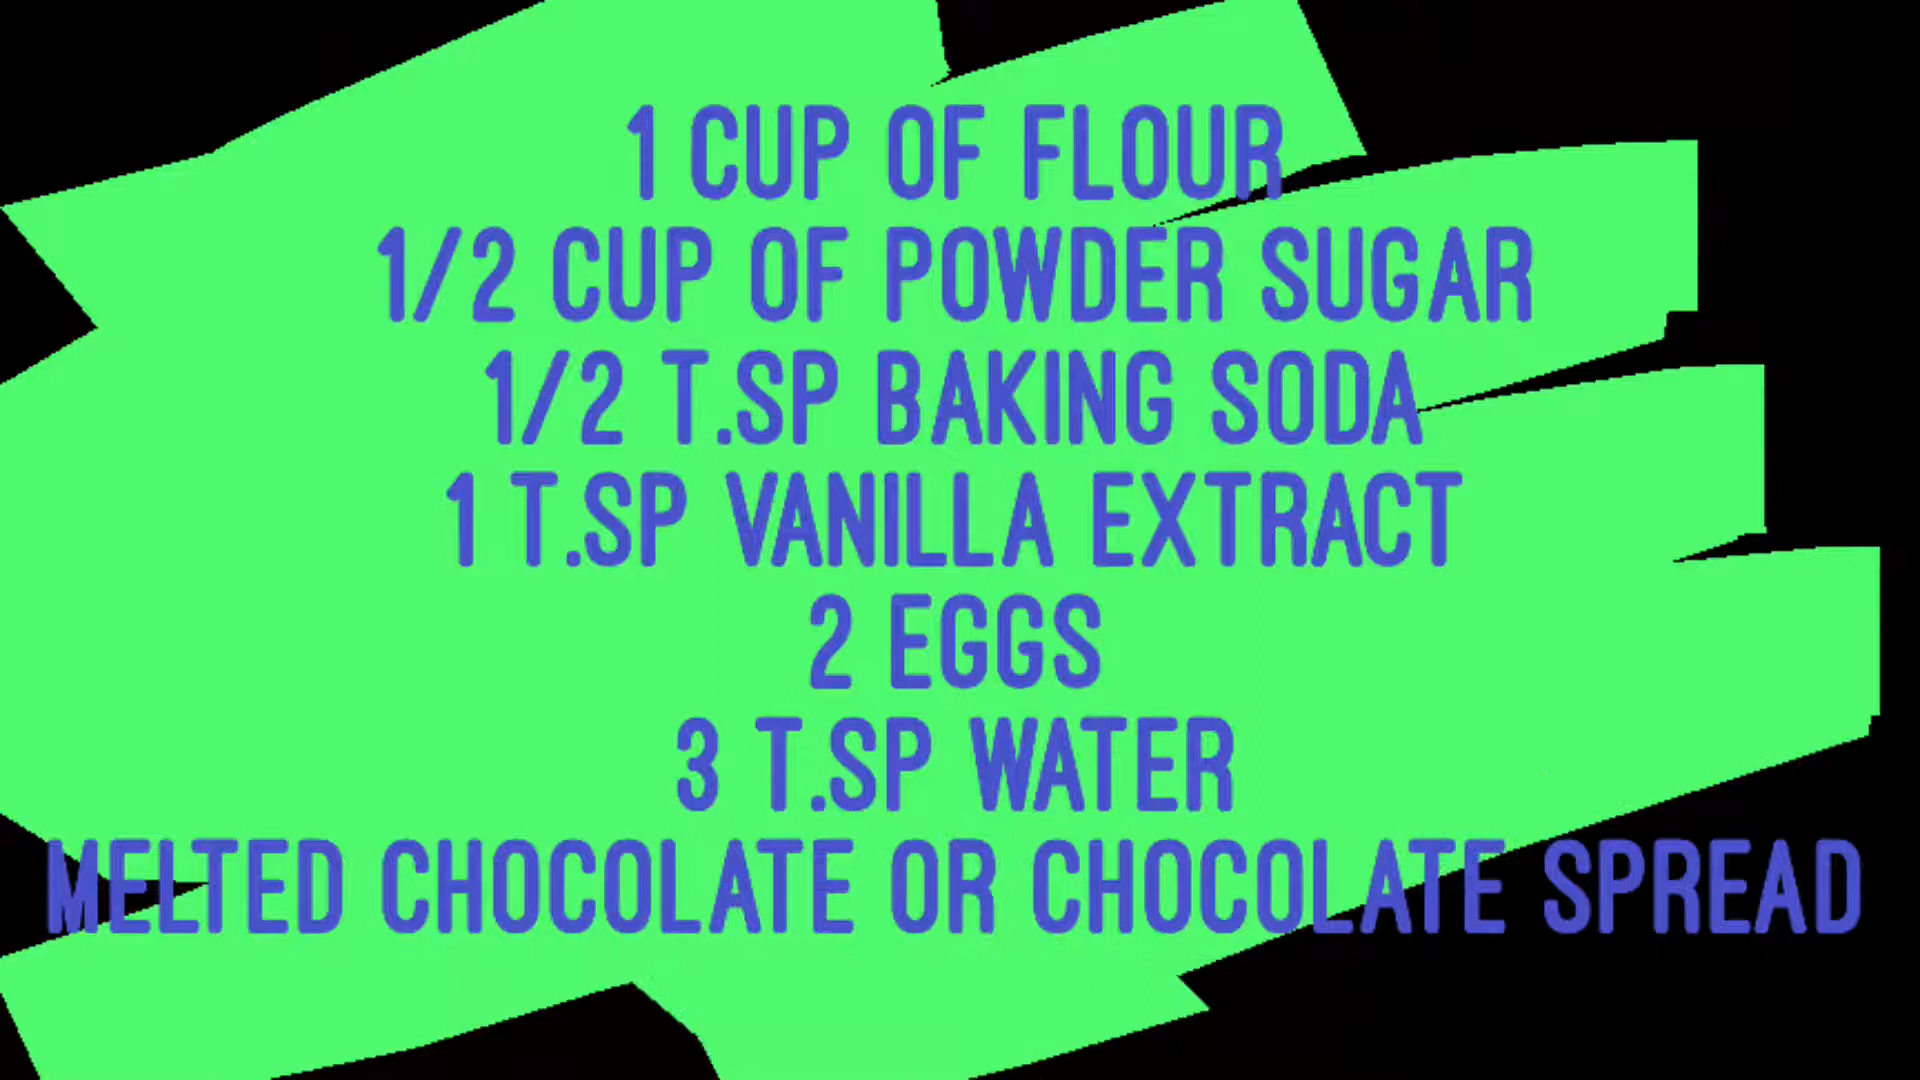 1 CUP OF FLOUR
1/2 CUP OF POWDER SUGAR
1/2 T.SP BAKING SODA
1 T.SP VANILLA EXTRACT
2 EGGS
3 T.SP WATER
MELTED CHOCOLATE OR CHOCOLATE SPREAD